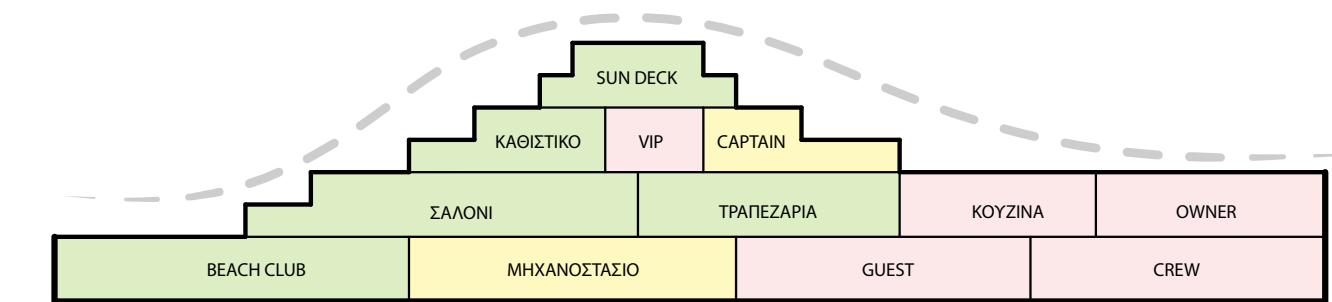 SUN DECK
ΚΑΘΙΣΤΙΚΟ VIP CAPTAIN
ΣΑΛΟΝΙ ΤΡΑΠΕΖΑΡΙΑ ΚΟΥΖΙΝΑ OWNER
BEACH CLUB ΜΗΧΑΝΟΣΤΑΣΙΟ GUEST CREW